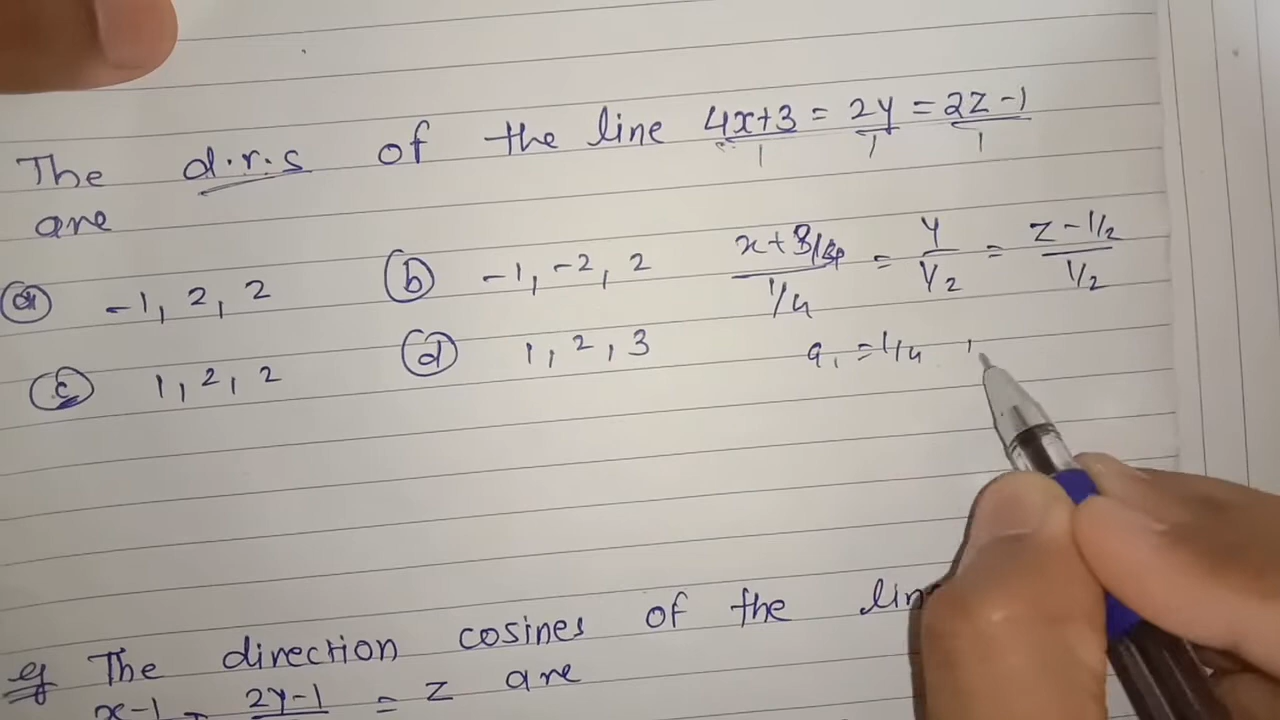 The d.r.s of the line 4x+3/1 = 2y/1 = 2z-1/1
are
(a) -1, 2, 2 (b) -1, -2, 2
(c) 1, 2, 2 (d) 1, 2, 3
x+3/4 / 1/4 = y / 1/2 = z-1/2 / 1/2
a1 = 1/4
eg The direction cosines of the line
x-1 = 2y-1 = z are